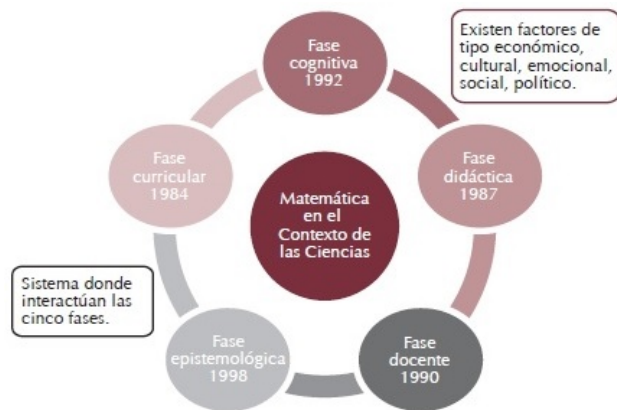 Fase
cognitiva
1992
Existen factores de
tipo económico,
cultural, emocional,
social, político.
Fase
curricular
1984
Fase
didáctica
1987
Matemática
en el
Contexto de
las Ciencias
Sistema donde
interactúan las
cinco fases.
Fase
epistemológica
1998
Fase
docente
1990